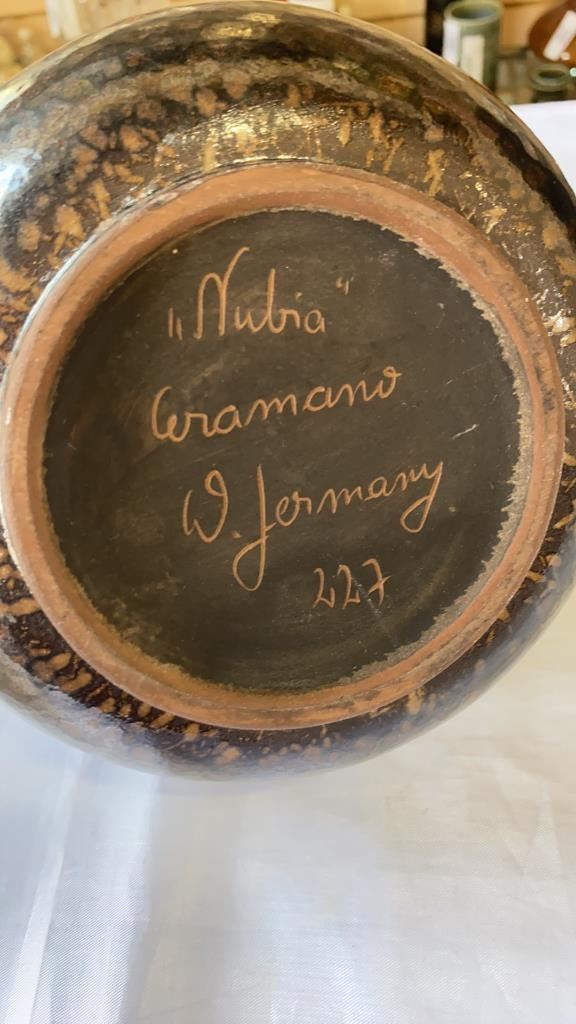 „Nubia“
Ceramano
W. Germany
227